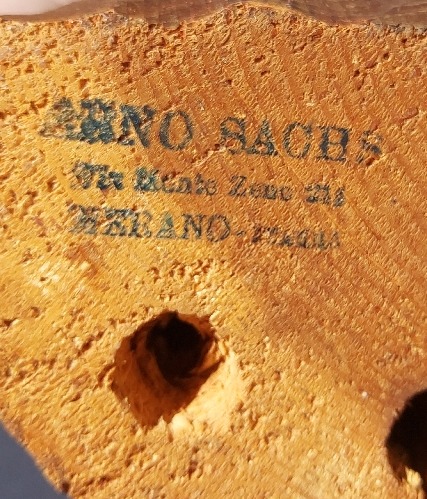 ARNO SACHS
Via Monte Zeno
MERANO - ITALIA